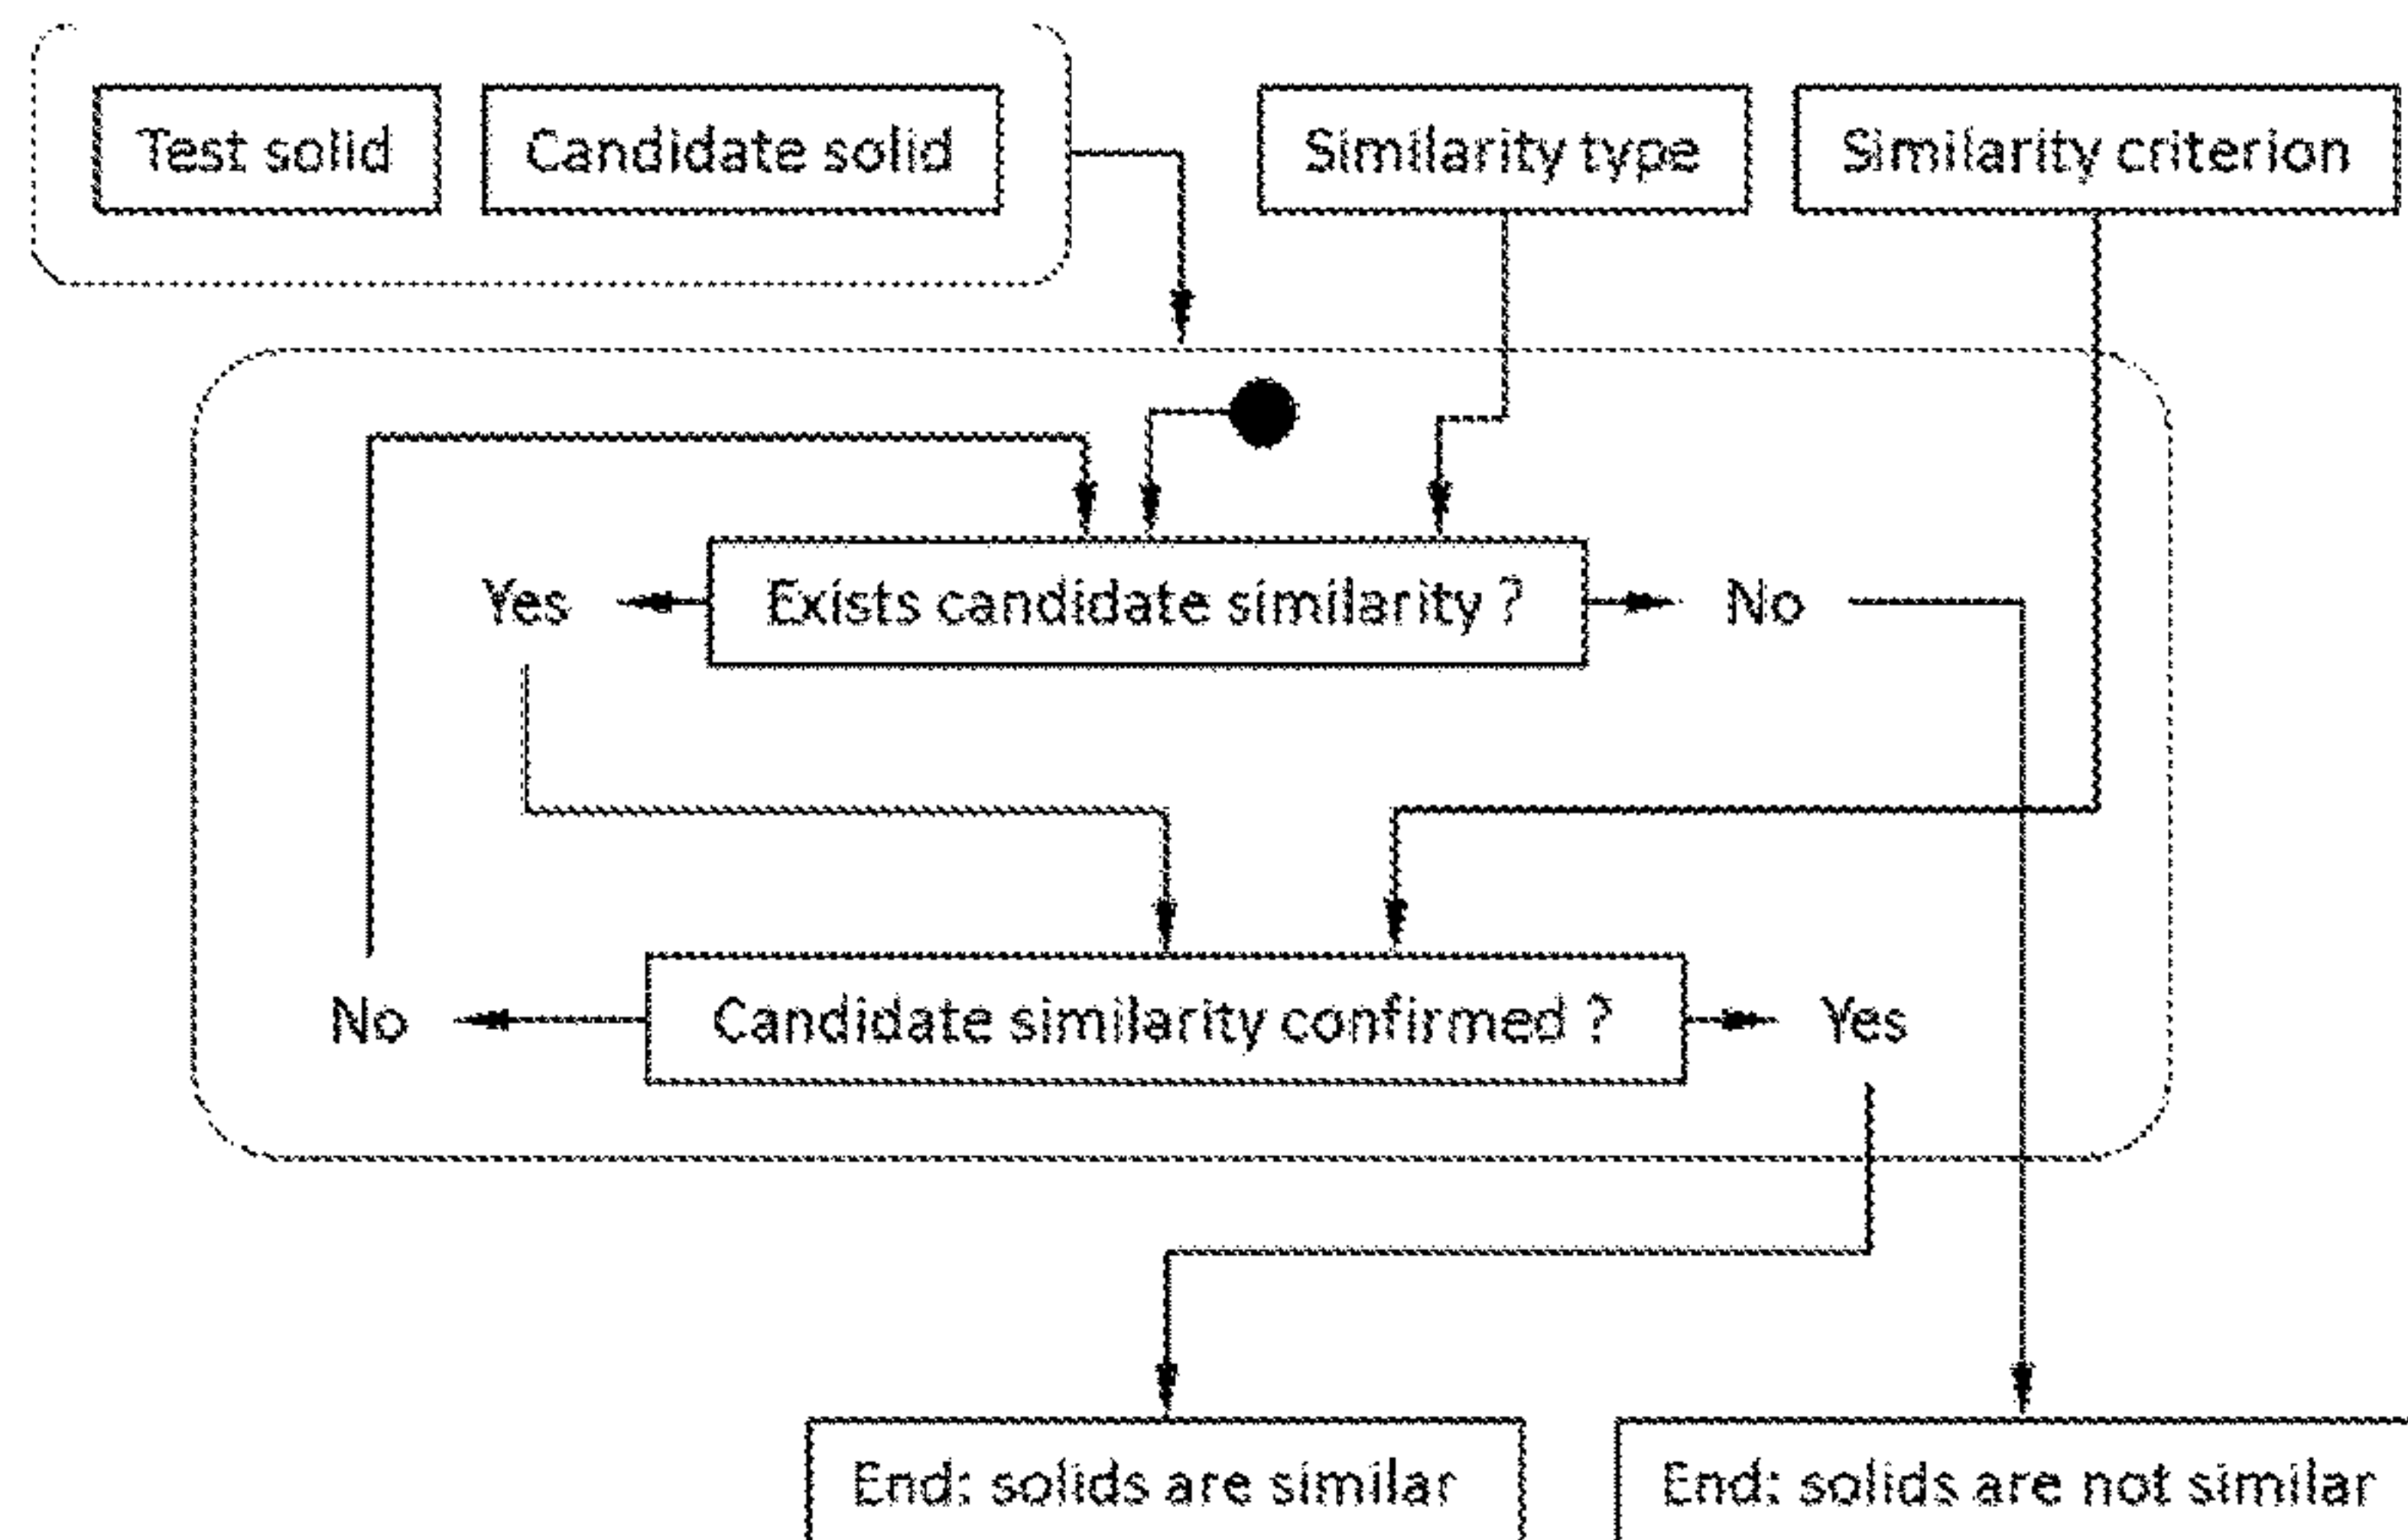 Test solid
Candidate solid
Similarity type
Similarity criterion
Yes
Exists candidate similarity ?
No
No
Candidate similarity confirmed ?
Yes
End: solids are similar
End: solids are not similar